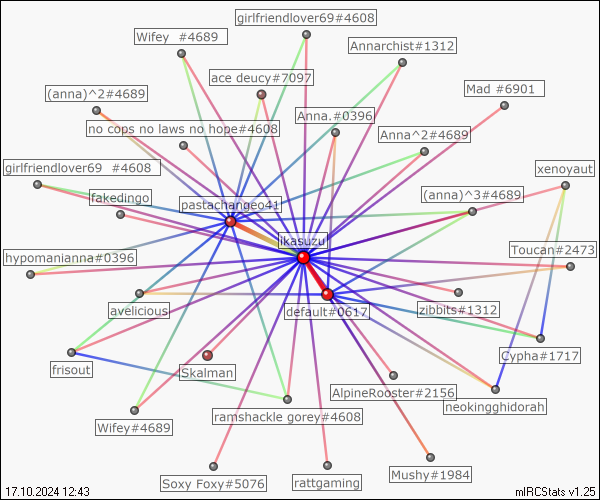 girlfriendlover69#4608
Wifey  #4689
Annarchist#1312
ace deucy#7097
Mad #6901
(anna)^2#4689
Anna.#0396
no cops no laws no hope#4608
Anna^2#4689
girlfriendlover69  #4608
xenoyaut
fakedingo
(anna)^3#4689
pastachangeo41
ikasuzu
Toucan#2473
hypomanianna#0396
avelicious
default#0617
zibbits#1312
Cypha#1717
frisout
Skalman
AlpineRooster#2156
neokingghidorah
ramshackle gorey#4608
Wifey#4689
Mushy#1984
Soxy Foxy#5076
rattgaming
17.10.2024 12:43
mIRCStats v1.25